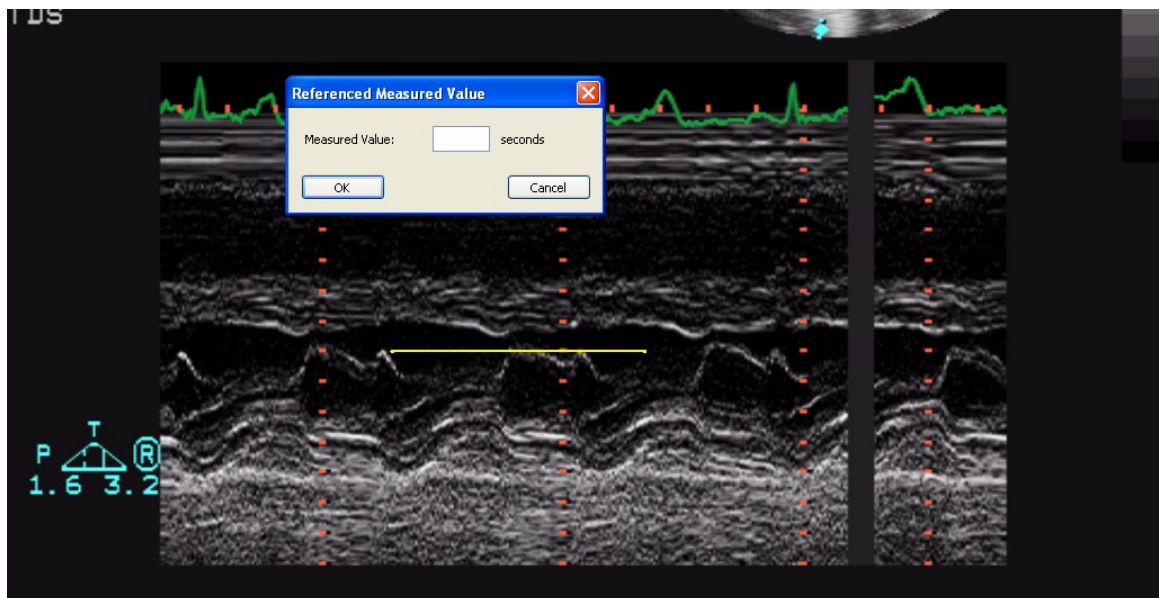 TDS
Referenced Measured Value
Measured Value: seconds
OK Cancel
T
P R
1.6 3.2